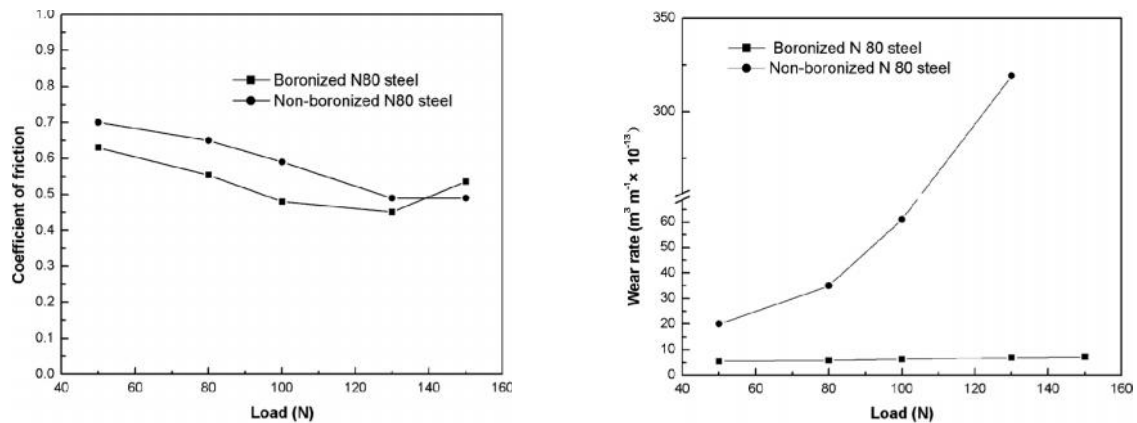 1.0
0.9
0.8
0.7
0.6
0.5
0.4
0.3
0.2
0.1
0.0
Coefficient of friction
Boronized N80 steel
Non-boronized N80 steel
40 60 80 100 120 140 160
Load (N)
350
300
60
50
40
35
30
20
10
5
0
Wear rate (m³ m⁻¹× 10⁻¹³)
Boronized N 80 steel
Non-boronized N 80 steel
40 60 80 100 120 140 160
Load (N)